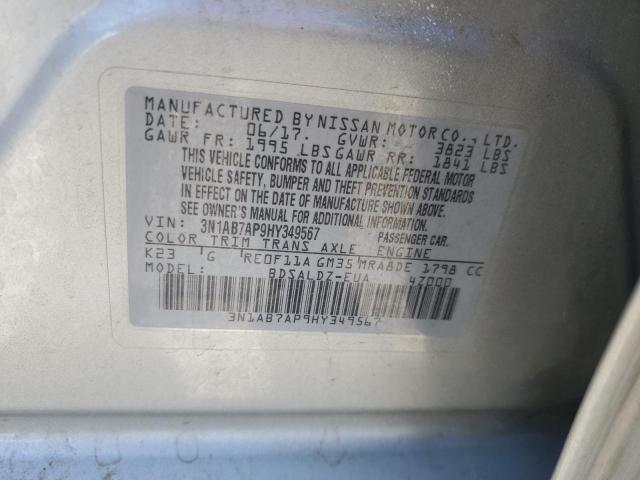 MANUFACTURED BY NISSAN MOTOR CO., LTD.
DATE: 06/17. GVWR: 3823 LBS
GAWR FR: 1995 LBS GAWR RR: 1841 LBS
THIS VEHICLE CONFORMS TO ALL APPLICABLE FEDERAL MOTOR
VEHICLE SAFETY, BUMPER AND THEFT PREVENTION STANDARDS
IN EFFECT ON THE DATE OF MANUFACTURE SHOWN ABOVE.
SEE OWNER'S MANUAL FOR ADDITIONAL INFORMATION.
VIN: 3N1AB7AP9HY349567 PASSENGER CAR.
COLOR TRIM TRANS AXLE ENGINE
K23 G RE0F11A GM35 MRA8DE 1798 CC
BDSALDZ-EUA 4Z000
3N1AB7AP9HY349567